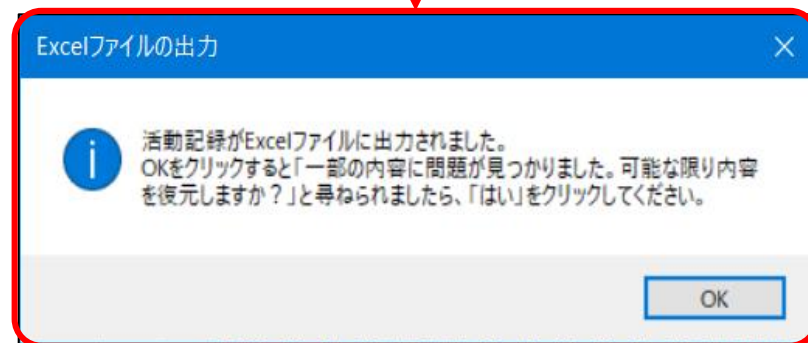 Excelファイルの出力
活動記録がExcelファイルに出力されました。
OKをクリックすると「一部の内容に問題が見つかりました。可能な限り内容
を復元しますか？」と尋ねられましたら、「はい」をクリックしてください。
OK